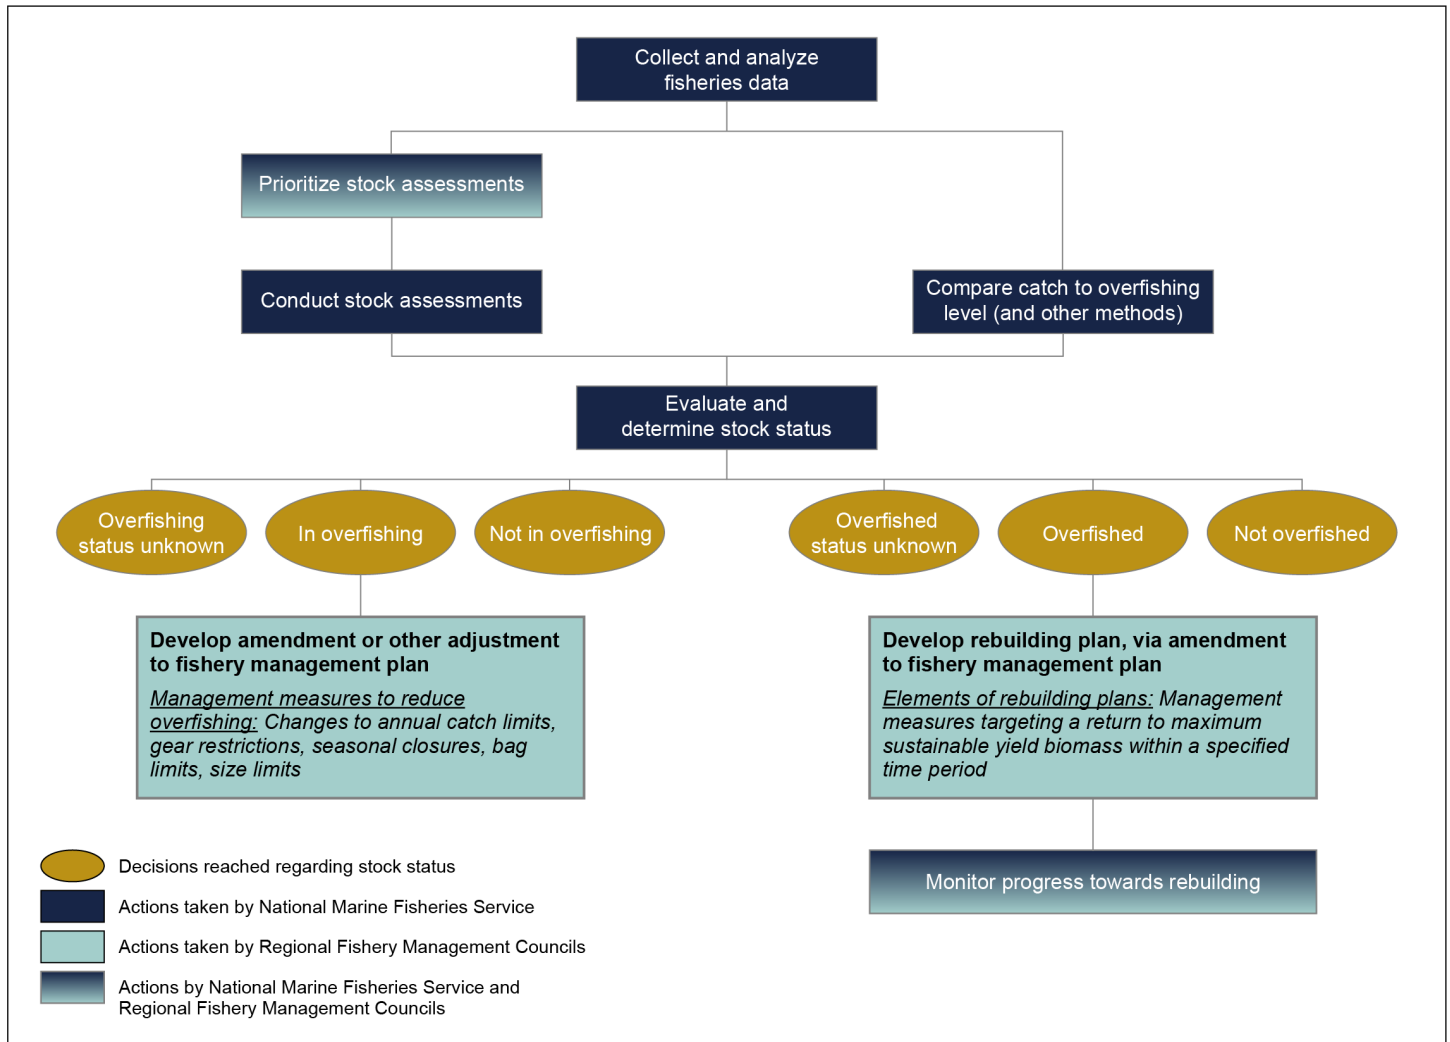 Collect and analyze
fisheries data
Prioritize stock assessments
Conduct stock assessments
Compare catch to overfishing
level (and other methods)
Evaluate and
determine stock status
Overfishing
status unknown
In overfishing
Not in overfishing
Overfished
status unknown
Overfished
Not overfished
Develop amendment or other adjustment
to fishery management plan
Management measures to reduce
overfishing: Changes to annual catch limits,
gear restrictions, seasonal closures, bag
limits, size limits
Develop rebuilding plan, via amendment
to fishery management plan
Elements of rebuilding plans: Management
measures targeting a return to maximum
sustainable yield biomass within a specified
time period
Monitor progress towards rebuilding
Decisions reached regarding stock status
Actions taken by National Marine Fisheries Service
Actions taken by Regional Fishery Management Councils
Actions by National Marine Fisheries Service and
Regional Fishery Management Councils